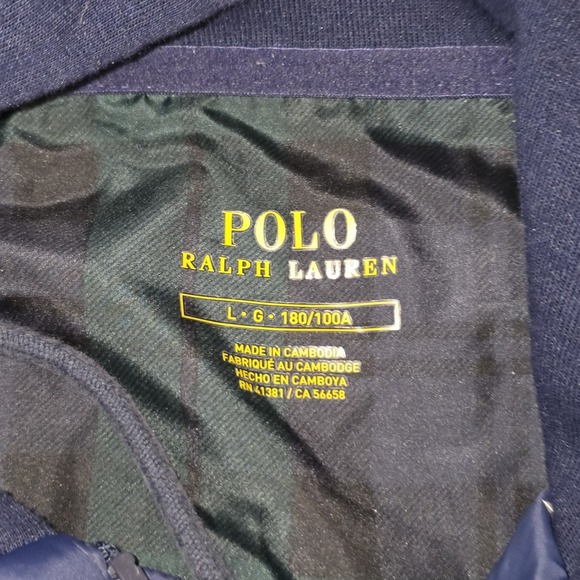 POLO
RALPH LAUREN
L • G • 180/100A
MADE IN CAMBODIA
FABRIQUÉ AU CAMBODGE
HECHO EN CAMBOYA
RN 41381 / CA 56658